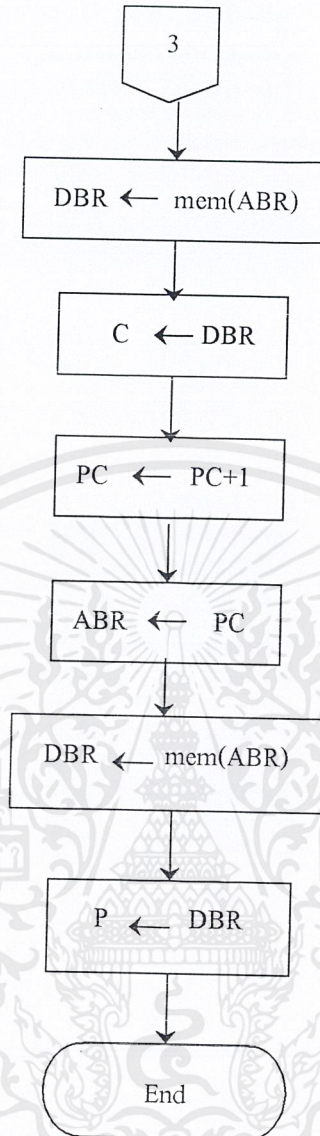 3
DBR ← mem(ABR)
C ← DBR
PC ← PC+1
ABR ← PC
DBR ← mem(ABR)
P ← DBR
End